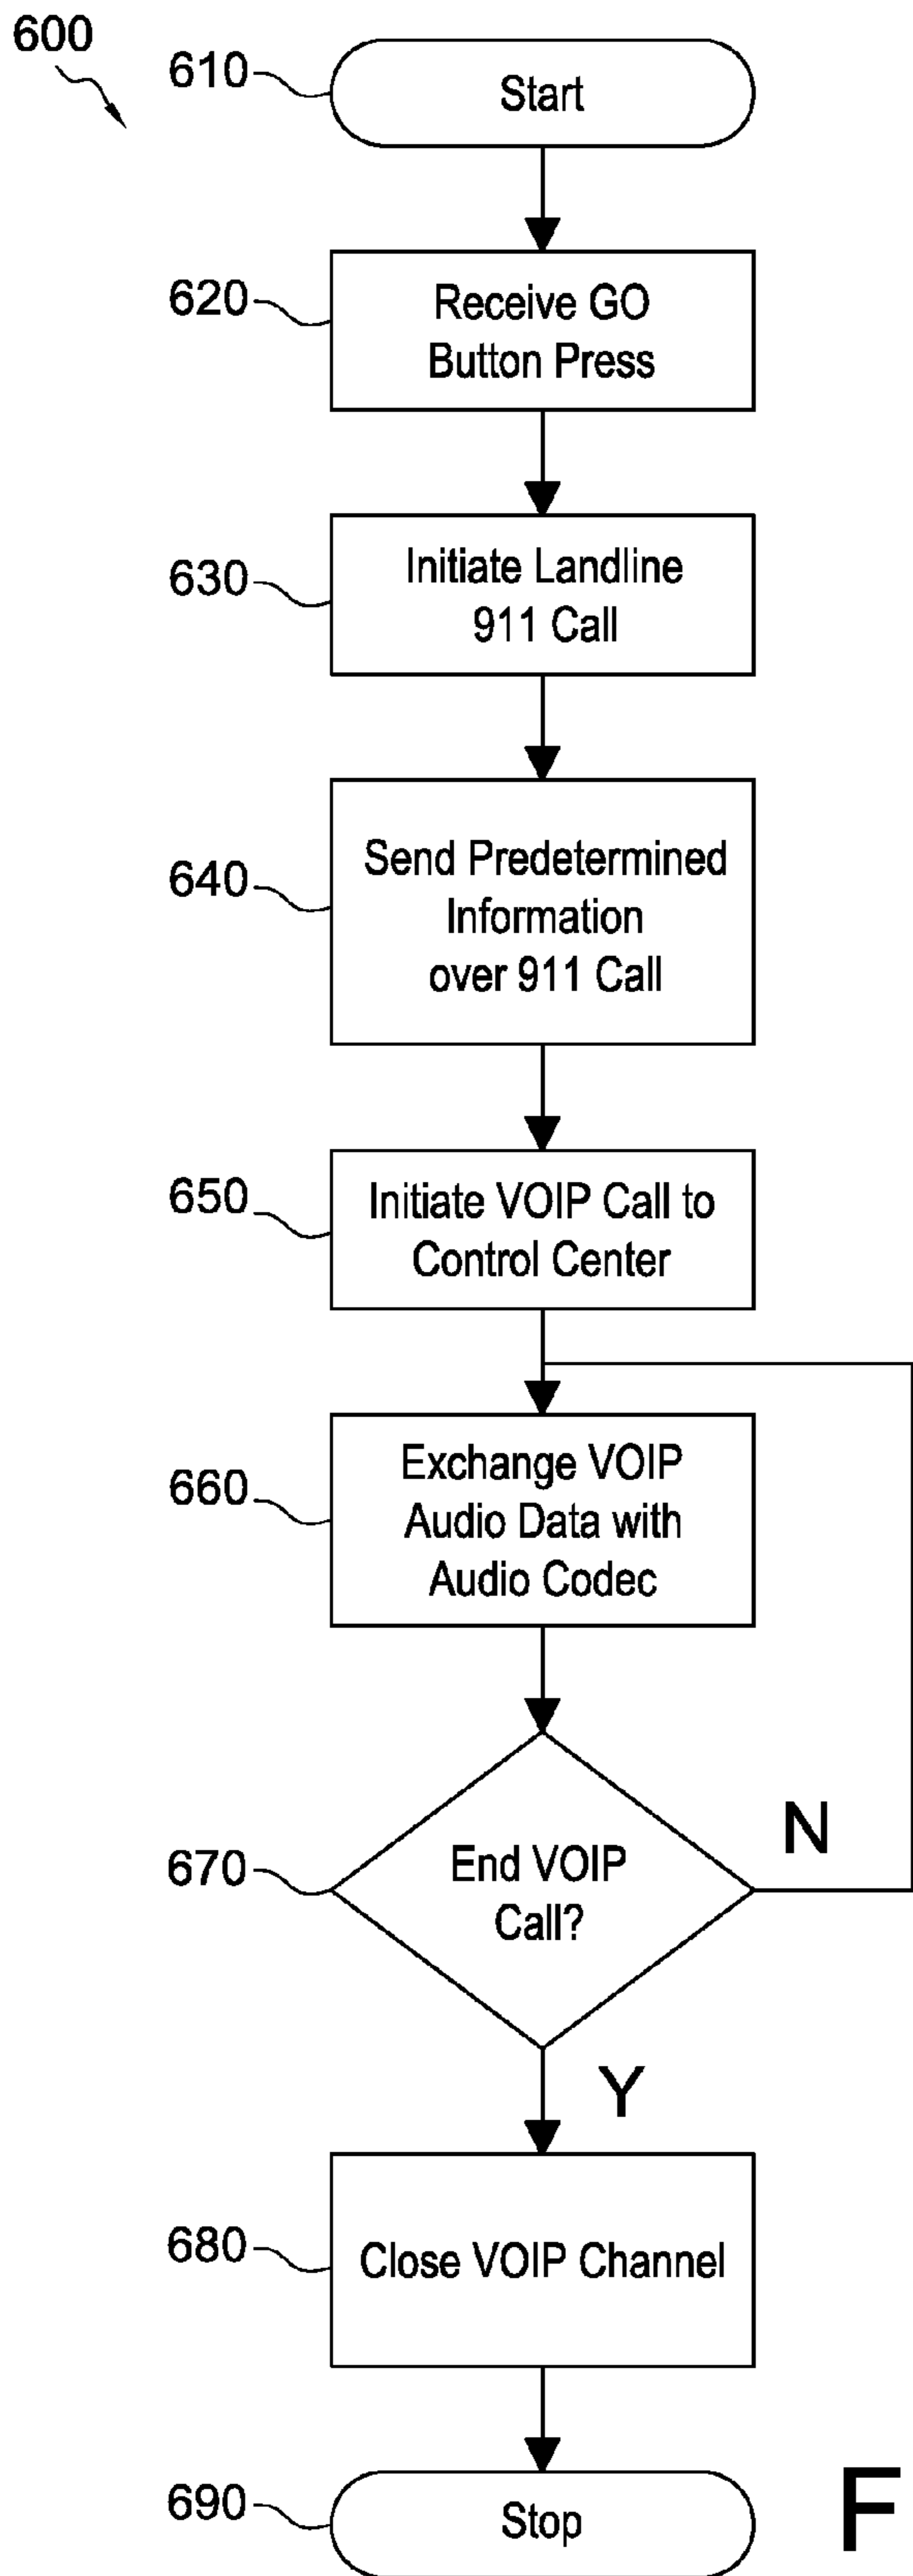 600
610
Start
620
Receive GO
Button Press
630
Initiate Landline
911 Call
640
Send Predetermined
Information
over 911 Call
650
Initiate VOIP Call to
Control Center
660
Exchange VOIP
Audio Data with
Audio Codec
670
End VOIP
Call?
N
Y
680
Close VOIP Channel
690
Stop
F